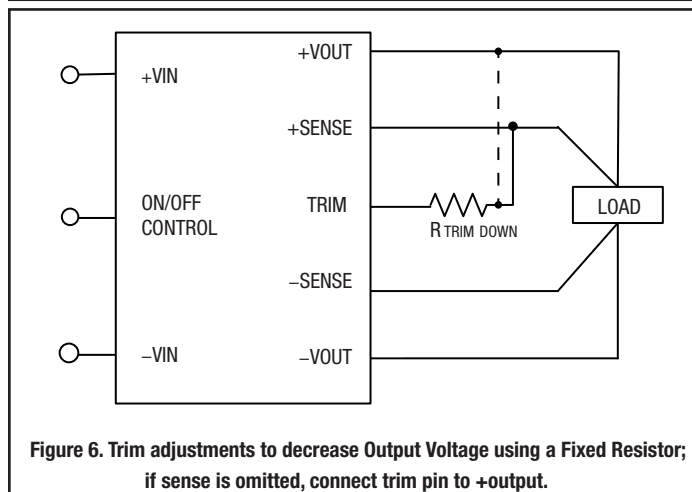 +VOUT
+VIN
+SENSE
ON/OFF
CONTROL
TRIM
R TRIM DOWN
LOAD
−SENSE
−VIN
−VOUT
Figure 6. Trim adjustments to decrease Output Voltage using a Fixed Resistor;
if sense is omitted, connect trim pin to +output.